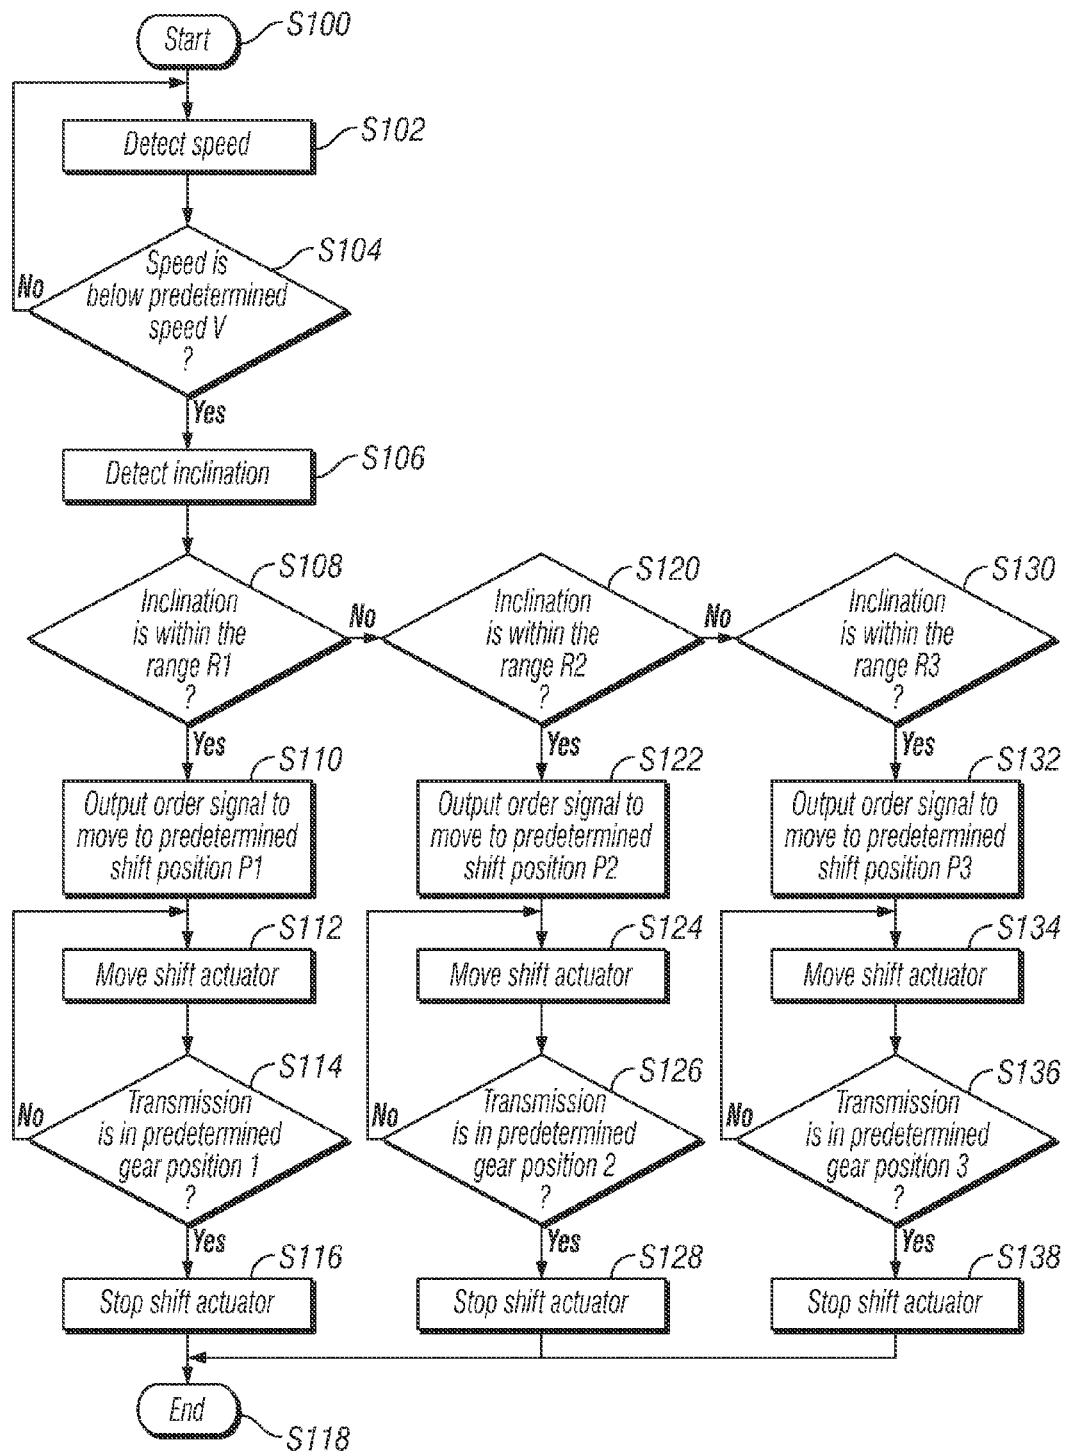 Start
S100
Detect speed
S102
Speed is
below predetermined
speed V
?
S104
No
Yes
Detect inclination
S106
Inclination
is within the
range R1
?
S108
No
Inclination
is within the
range R2
?
S120
No
Inclination
is within the
range R3
?
S130
Yes
Yes
Yes
Output order signal to
move to predetermined
shift position P1
S110
Output order signal to
move to predetermined
shift position P2
S122
Output order signal to
move to predetermined
shift position P3
S132
Move shift actuator
S112
Move shift actuator
S124
Move shift actuator
S134
Transmission
is in predetermined
gear position 1
?
S114
No
Transmission
is in predetermined
gear position 2
?
S126
No
Transmission
is in predetermined
gear position 3
?
S136
No
Yes
Yes
Yes
Stop shift actuator
S116
Stop shift actuator
S128
Stop shift actuator
S138
End
S118